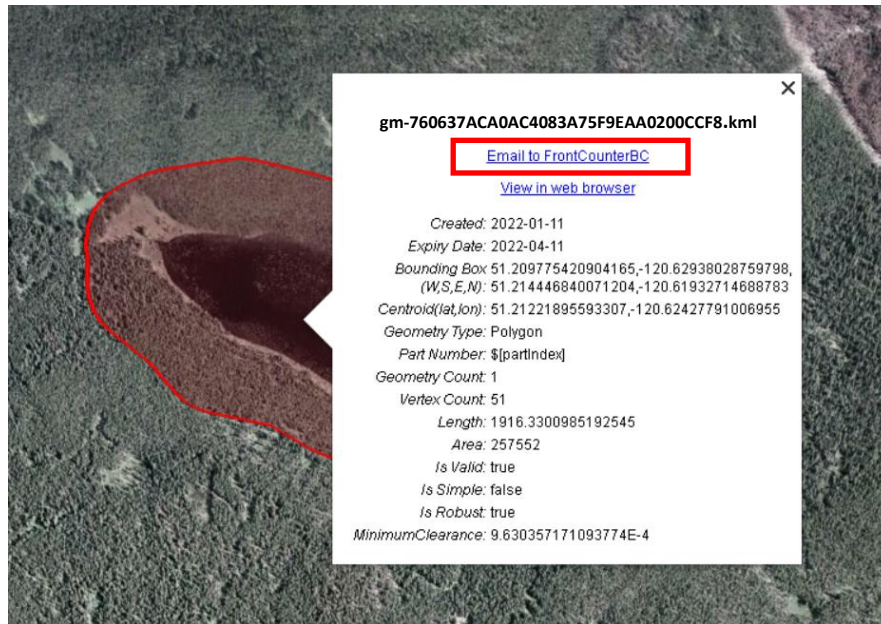 gm-760637ACA0AC4083A75F9EAA0200CCF8.kml
Email to FrontCounterBC
View in web browser
Created: 2022-01-11
Expiry Date: 2022-04-11
Bounding Box 51.209775420904165,-120.62938028759798,
(W,S,E,N): 51.214446840071204,-120.61932714688783
Centroid(lat,lon): 51.21221895593307,-120.62427791006955
Geometry Type: Polygon
Part Number: $[partIndex]
Geometry Count: 1
Vertex Count: 51
Length: 1916.3300985192545
Area: 257552
Is Valid: true
Is Simple: false
Is Robust: true
MinimumClearance: 9.630357171093774E-4